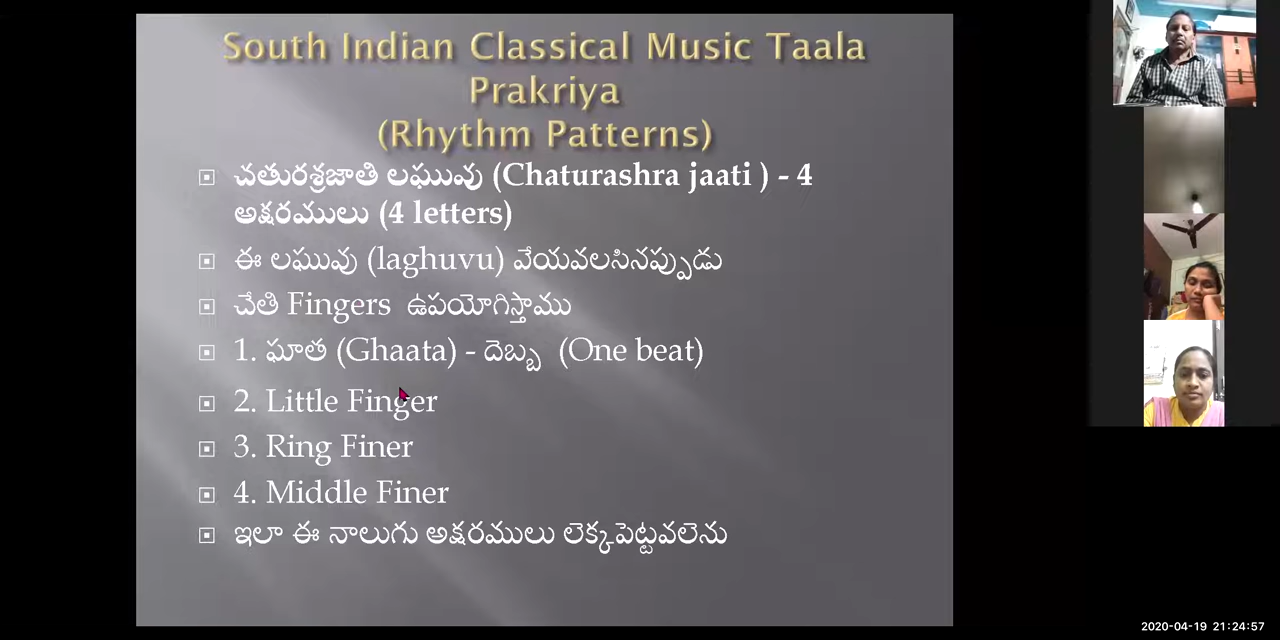 South Indian Classical Music Taala
Prakriya
(Rhythm Patterns)
చతురశ్రజాతి లఘువు (Chaturashra jaati ) - 4
అక్షరములు (4 letters)
ఈ లఘువు (laghuvu) వేయవలసినప్పుడు
చేతి Fingers ఉపయోగిస్తాము
1. ఘాత (Ghaata) - దెబ్బ (One beat)
2. Little Finger
3. Ring Finer
4. Middle Finer
ఇలా ఈ నాలుగు అక్షరములు లెక్కపెట్టవలెను
2020-04-19 21:24:57